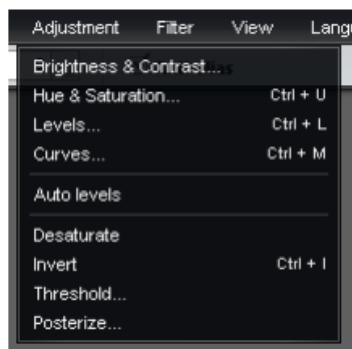 Adjustment Filter View Langu
Brightness & Contrast...
Hue & Saturation... Ctrl + U
Levels... Ctrl + L
Curves... Ctrl + M
Auto levels
Desaturate
Invert Ctrl + I
Threshold...
Posterize...